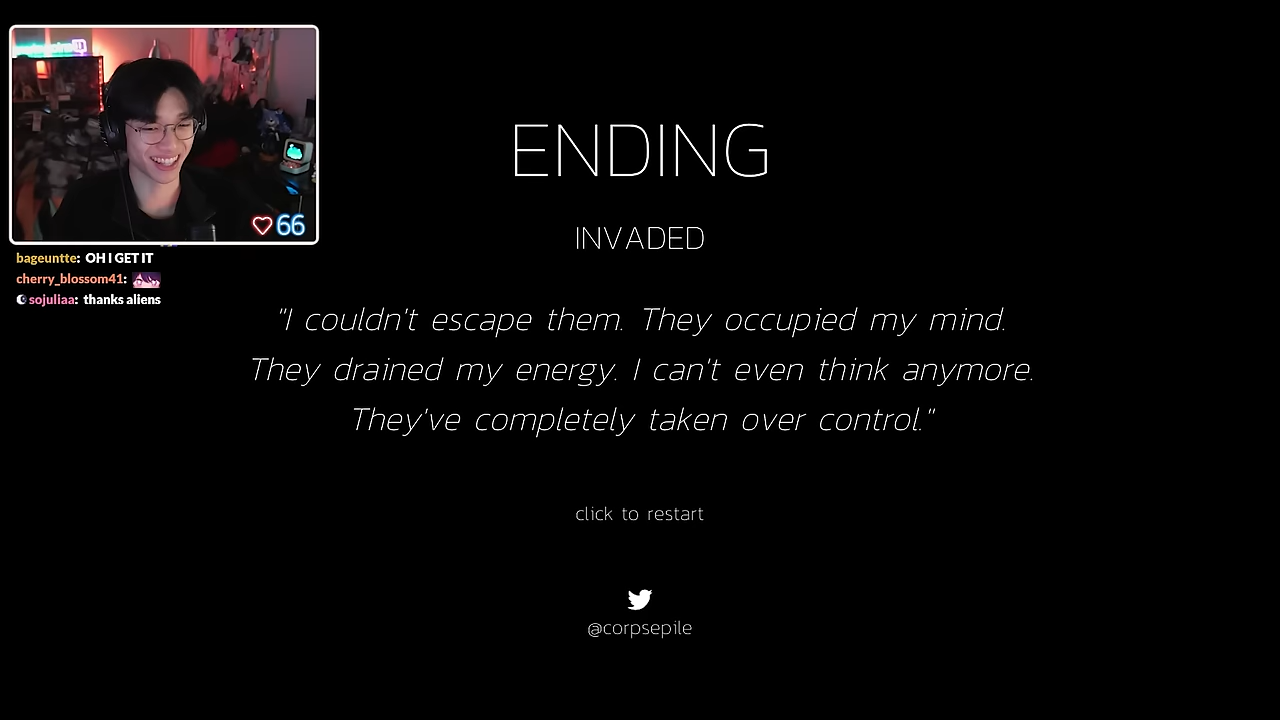 66
bageuntte: OH I GET IT
cherry_blossom41:
sojuliaa: thanks aliens
ENDING
INVADED
"I couldn't escape them. They occupied my mind.
They drained my energy. I can't even think anymore.
They've completely taken over control."
click to restart
@corpsepile